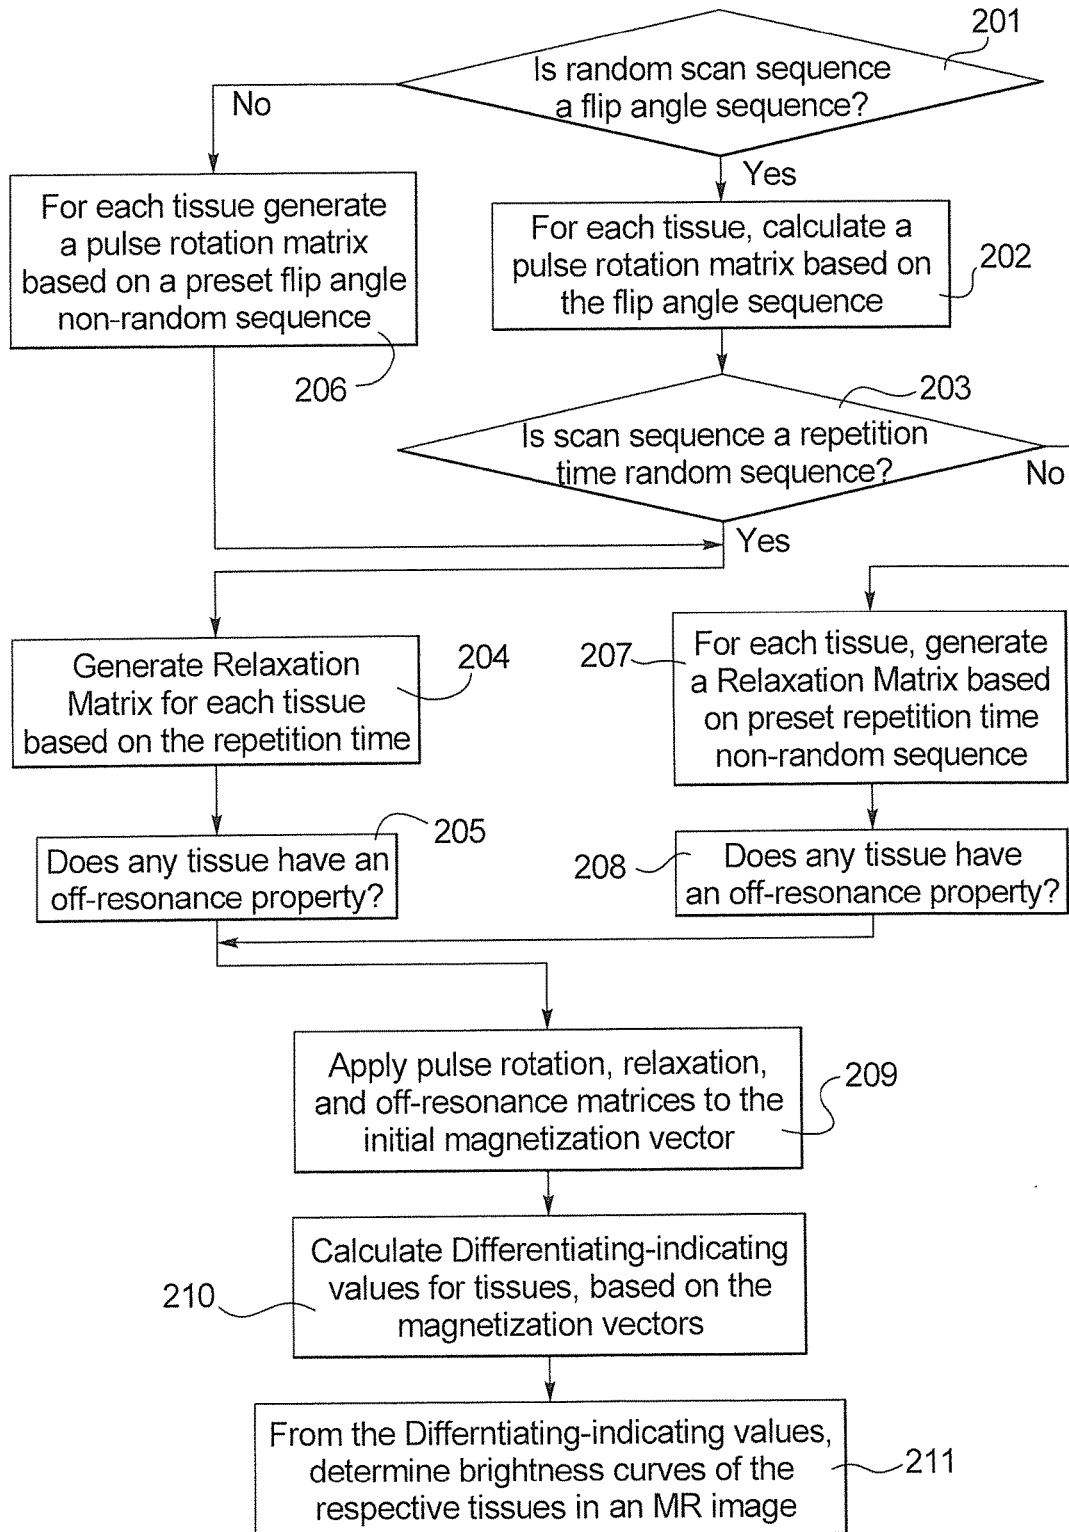 201
Is random scan sequence
a flip angle sequence?
No
Yes
For each tissue generate
a pulse rotation matrix
based on a preset flip angle
non-random sequence
206
For each tissue, calculate a
pulse rotation matrix based on
the flip angle sequence
202
203
Is scan sequence a repetition
time random sequence?
No
Yes
Generate Relaxation
Matrix for each tissue
based on the repetition time
204
207
For each tissue, generate
a Relaxation Matrix based
on preset repetition time
non-random sequence
205
Does any tissue have an
off-resonance property?
208
Does any tissue have
an off-resonance property?
Apply pulse rotation, relaxation,
and off-resonance matrices to the
initial magnetization vector
209
Calculate Differentiating-indicating
values for tissues, based on the
magnetization vectors
210
From the Differntiating-indicating values,
determine brightness curves of the
respective tissues in an MR image
211